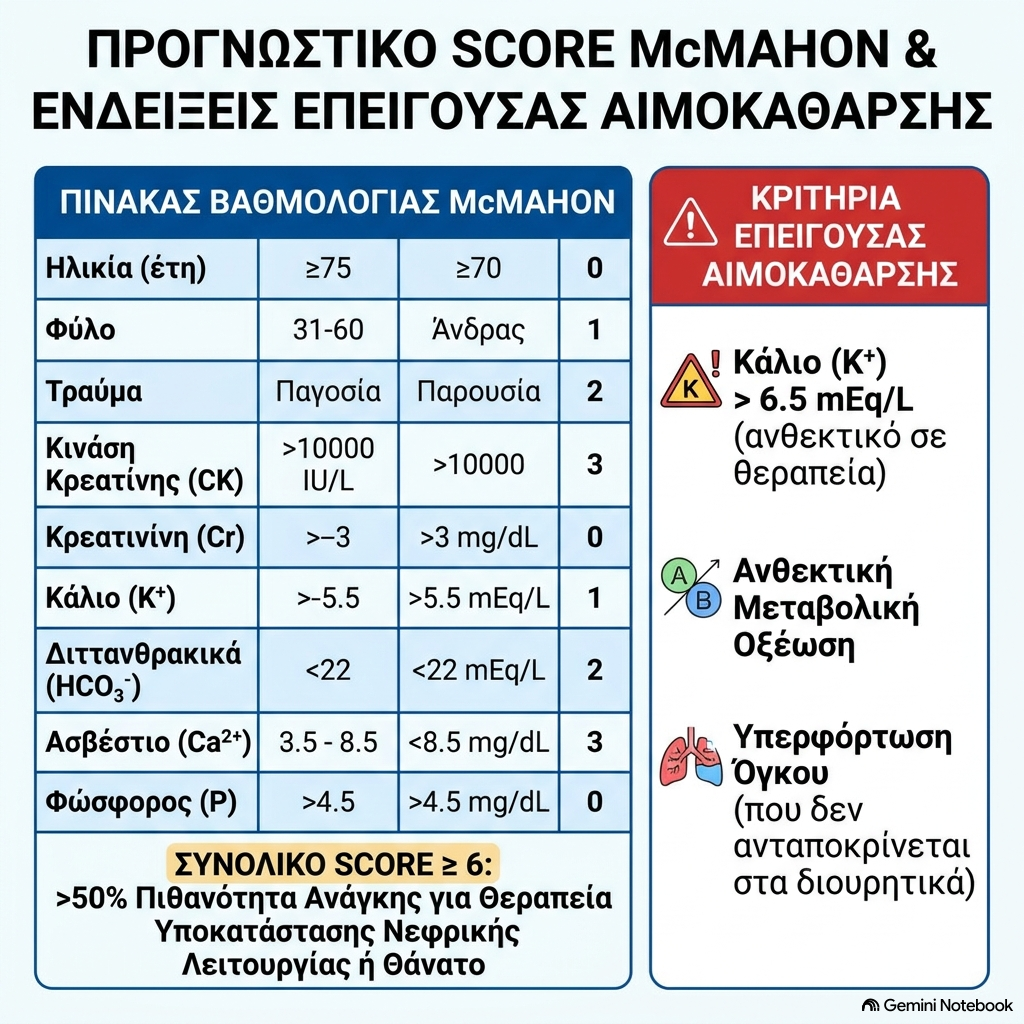 ΠΡΟΓΝΩΣΤΙΚΟ SCORE McMAHON &
ΕΝΔΕΙΞΕΙΣ ΕΠΕΙΓΟΥΣΑΣ ΑΙΜΟΚΑΘΑΡΣΗΣ
ΠΙΝΑΚΑΣ ΒΑΘΜΟΛΟΓΙΑΣ McMAHON
Ηλικία (έτη) ≥75 ≥70 0
Φύλο 31-60 Άνδρας 1
Τραύμα Παγοσία Παρουσία 2
Κινάση
Κρεατίνης (CK)
>10000
IU/L
>10000 3
Κρεατινίνη (Cr) >–3 >3 mg/dL 0
Κάλιο (K⁺) >-5.5 >5.5 mEq/L 1
Διττανθρακικά
(HCO₃⁻)
<22 <22 mEq/L 2
Ασβέστιο (Ca²⁺) 3.5 - 8.5 <8.5 mg/dL 3
Φώσφορος (P) >4.5 >4.5 mg/dL 0
ΣΥΝΟΛΙΚΟ SCORE ≥ 6:
>50% Πιθανότητα Ανάγκης για Θεραπεία
Υποκατάστασης Νεφρικής
Λειτουργίας ή Θάνατο
ΚΡΙΤΗΡΙΑ
ΕΠΕΙΓΟΥΣΑΣ
ΑΙΜΟΚΑΘΑΡΣΗΣ
K
!
Κάλιο (K⁺)
> 6.5 mEq/L
(ανθεκτικό σε
θεραπεία)
A
B
Ανθεκτική
Μεταβολική
Οξέωση
Υπερφόρτωση
Όγκου
(που δεν
ανταποκρίνεται
στα διουρητικά)
Gemini Notebook